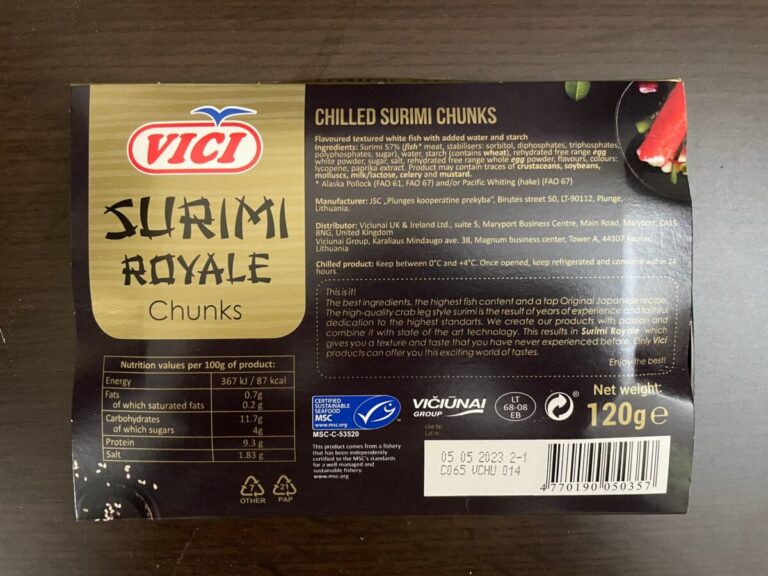 VICI
SURIMI
ROYALE
Chunks
CHILLED SURIMI CHUNKS
Flavoured textured white fish with added water and starch
Ingredients: Surimi 57% (fish* meat, stabilisers: sorbitol, diphosphates, triphosphates,
polyphosphates, sugar), water, starch (contains wheat), rehydrated free range egg
white powder, sugar, salt, rehydrated free range whole egg powder, flavours, colours:
lycopene, paprika extract. Product may contain traces of crustaceans, soybeans,
molluscs, milk/lactose, celery and mustard.
* Alaska Pollock (FAO 61, FAO 67) and/or Pacific Whiting (hake) (FAO 67)
Manufacturer: JSC „Plunges kooperatine prekyba", Birutes street 50, LT-90112, Plunge,
Lithuania.
Distributor: Viciunai UK & Ireland Ltd., suite 5, Maryport Business Centre, Main Road, Maryport, CA15
8NG, United Kingdom
Viciunai Group, Karaliaus Mindaugo ave. 38, Magnum business center, Tower A, 44307 Kaunas,
Lithuania
Chilled product: Keep between 0°C and +4°C. Once opened, keep refrigerated and consume within 24
hours.
This is it!
The best ingredients, the highest fish content and a top Original Japanese recipe.
The high-quality crab leg style surimi is the result of years of experience and faithful
dedication to the highest standarts. We create our products with passion and
combine it with state of the art technology. This results in Surimi Royale, which
gives you a texture and taste that you have never experienced before. Only Vici
products can offer you this exciting world of tastes.
Enjoy the best!
Nutrition values per 100g of product:
Energy 367 kJ / 87 kcal
Fats 0.7g
of which saturated fats 0.2 g
Carbohydrates 11.7g
of which sugars 4g
Protein 9.3 g
Salt 1.83 g
7
OTHER
21
PAP
CERTIFIED
SUSTAINABLE
SEAFOOD
MSC
www.msc.org
TM
MSC-C-53520
This product comes from a fishery
that has been independently
certified to the MSC's standards
for a well managed and
sustainable fishery.
www.msc.org
VIČIŪNAI
GROUP
LT
68-08
EB
Use by:
Lot nr.:
Net weight:
120g e
05 05 2023 2-1
C065 VCHU 014
4 770190 050357